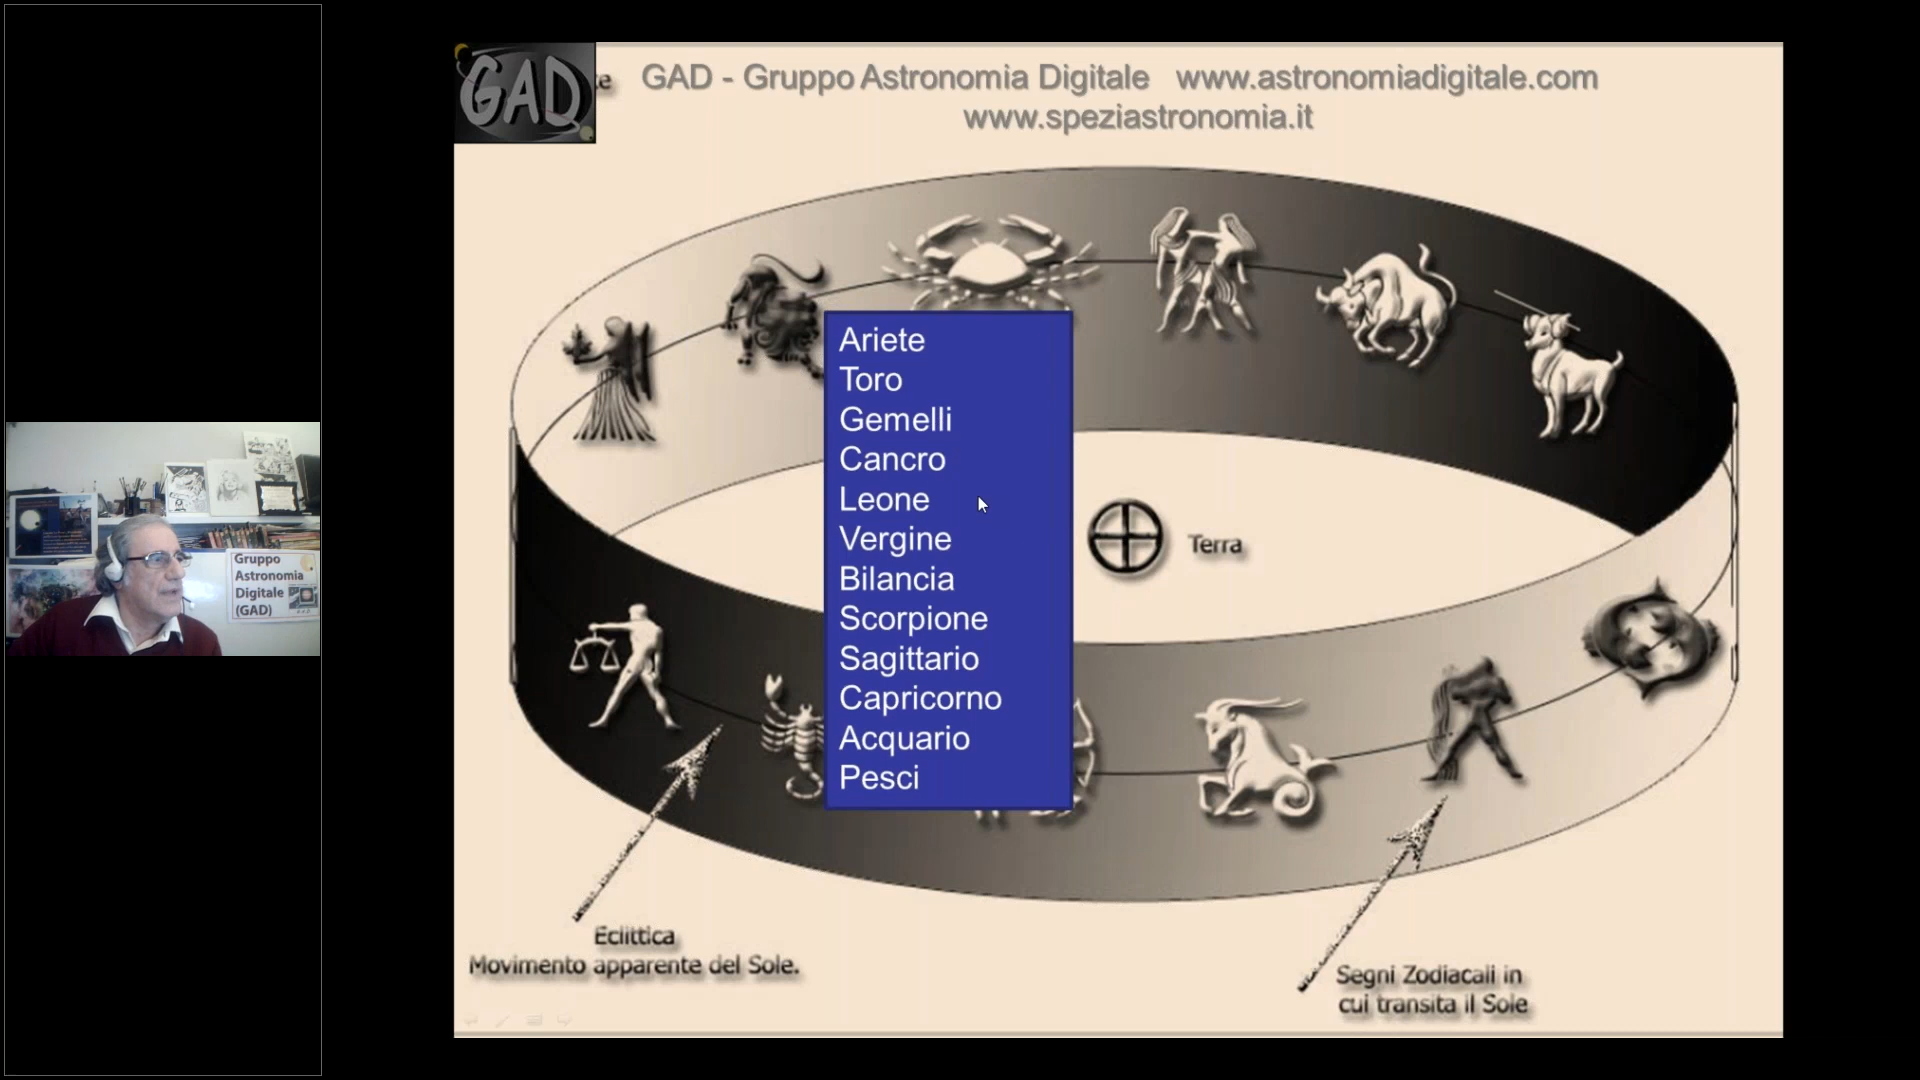 GAD
GAD - Gruppo Astronomia Digitale www.astronomiadigitale.com
www.speziastronomia.it
Ariete
Toro
Gemelli
Cancro
Leone
Vergine
Bilancia
Scorpione
Sagittario
Capricorno
Acquario
Pesci
Terra
Eclittica
Movimento apparente del Sole.
Segni Zodiacali in
cui transita il Sole
Gruppo
Astronomia
Digitale
(GAD)